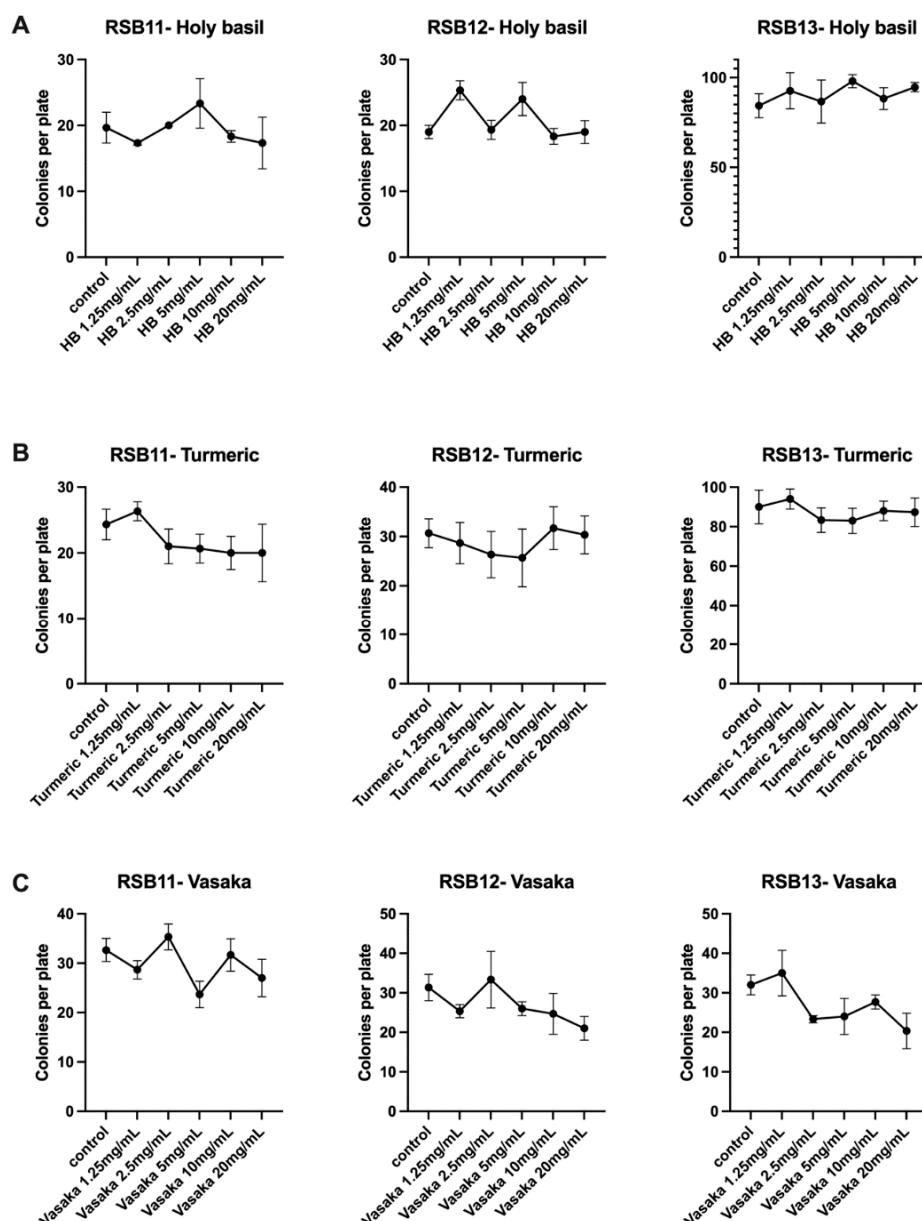 A
RSB11- Holy basil
RSB12- Holy basil
RSB13- Holy basil
Colonies per plate
30
20
10
0
control
HB 1.25mg/mL
HB 2.5mg/mL
HB 5mg/mL
HB 10mg/mL
HB 20mg/mL
Colonies per plate
30
20
10
0
control
HB 1.25mg/mL
HB 2.5mg/mL
HB 5mg/mL
HB 10mg/mL
HB 20mg/mL
Colonies per plate
100
50
0
control
HB 1.25mg/mL
HB 2.5mg/mL
HB 5mg/mL
HB 10mg/mL
HB 20mg/mL
B
RSB11- Turmeric
RSB12- Turmeric
RSB13- Turmeric
Colonies per plate
30
20
10
0
control
Turmeric 1.25mg/mL
Turmeric 2.5mg/mL
Turmeric 5mg/mL
Turmeric 10mg/mL
Turmeric 20mg/mL
Colonies per plate
40
30
20
10
0
control
Turmeric 1.25mg/mL
Turmeric 2.5mg/mL
Turmeric 5mg/mL
Turmeric 10mg/mL
Turmeric 20mg/mL
Colonies per plate
100
80
60
40
20
0
control
Turmeric 1.25mg/mL
Turmeric 2.5mg/mL
Turmeric 5mg/mL
Turmeric 10mg/mL
Turmeric 20mg/mL
C
RSB11- Vasaka
RSB12- Vasaka
RSB13- Vasaka
Colonies per plate
40
30
20
10
0
control
Vasaka 1.25mg/mL
Vasaka 2.5mg/mL
Vasaka 5mg/mL
Vasaka 10mg/mL
Vasaka 20mg/mL
Colonies per plate
50
40
30
20
10
0
control
Vasaka 1.25mg/mL
Vasaka 2.5mg/mL
Vasaka 5mg/mL
Vasaka 10mg/mL
Vasaka 20mg/mL
Colonies per plate
50
40
30
20
10
0
control
Vasaka 1.25mg/mL
Vasaka 2.5mg/mL
Vasaka 5mg/mL
Vasaka 10mg/mL
Vasaka 20mg/mL